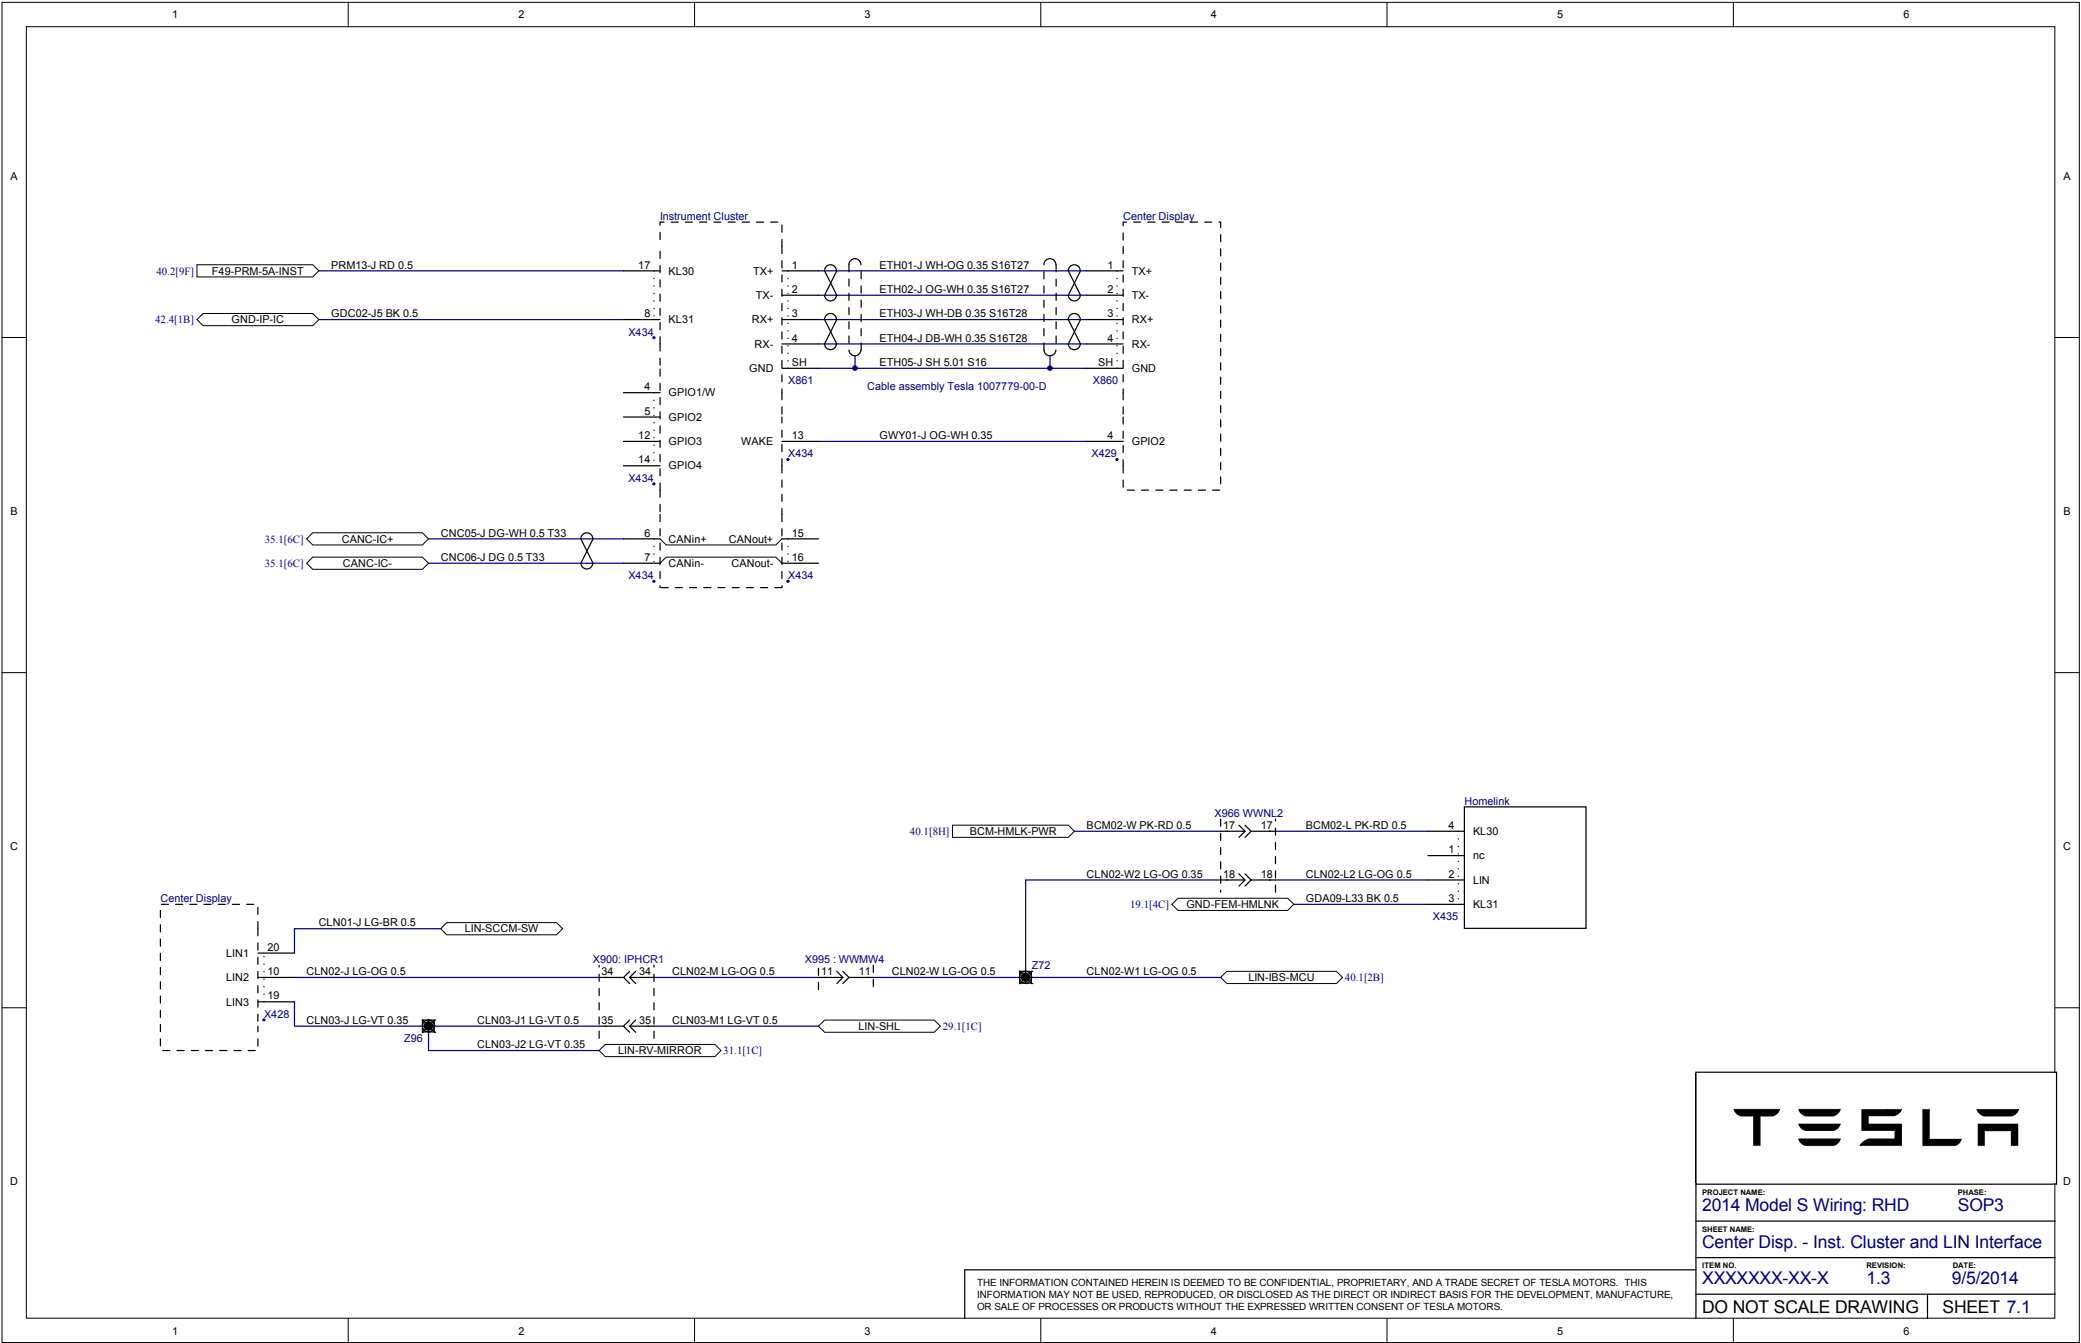 1 2 3 4 5 6
A A
B B
C C
D D
Instrument Cluster
40.2[9F] F49-PRM-5A-INST PRM13-J RD 0.5 17 KL30
42.4[1B] GND-IP-IC GDC02-J5 BK 0.5 8 KL31
X434
4 GPIO1/W
5 GPIO2
12 GPIO3
14 GPIO4
X434
35.1[6C] CANC-IC+ CNC05-J DG-WH 0.5 T33 6 CANin+ CANout+ 15
35.1[6C] CANC-IC- CNC06-J DG 0.5 T33 7 CANin- CANout- 16
X434 X434
Center Display
TX+ 1 ETH01-J WH-OG 0.35 S16T27 1 TX+
TX- 2 ETH02-J OG-WH 0.35 S16T27 2 TX-
RX+ 3 ETH03-J WH-DB 0.35 S16T28 3 RX+
RX- 4 ETH04-J DB-WH 0.35 S16T28 4 RX-
GND SH ETH05-J SH 5.01 S16 SH GND
X861 Cable assembly Tesla 1007779-00-D X860
WAKE 13 GWY01-J OG-WH 0.35 4 GPIO2
X434 X429
Homelink
X966 WWNL2
40.1[8H] BCM-HMLK-PWR BCM02-W PK-RD 0.5 17 17 BCM02-L PK-RD 0.5 4 KL30
1 nc
CLN02-W2 LG-OG 0.35 18 18 CLN02-L2 LG-OG 0.5 2 LIN
19.1[4C] GND-FEM-HMLNK GDA09-L33 BK 0.5 3 KL31
X435
Center Display
CLN01-J LG-BR 0.5 LIN-SCCM-SW
LIN1 20
X900: IPHCR1 X995 : WWMW4
LIN2 10 CLN02-J LG-OG 0.5 34 34 CLN02-M LG-OG 0.5 11 11 CLN02-W LG-OG 0.5 Z72 CLN02-W1 LG-OG 0.5 LIN-IBS-MCU 40.1[2B]
LIN3 19
X428
CLN03-J LG-VT 0.35 Z96 CLN03-J1 LG-VT 0.5 35 35 CLN03-M1 LG-VT 0.5 LIN-SHL 29.1[1C]
CLN03-J2 LG-VT 0.35 LIN-RV-MIRROR 31.1[1C]
TESLA
PROJECT NAME: PHASE:
2014 Model S Wiring: RHD SOP3
SHEET NAME:
Center Disp. - Inst. Cluster and LIN Interface
ITEM NO. REVISION: DATE:
XXXXXXX-XX-X 1.3 9/5/2014
DO NOT SCALE DRAWING SHEET 7.1
THE INFORMATION CONTAINED HEREIN IS DEEMED TO BE CONFIDENTIAL, PROPRIETARY, AND A TRADE SECRET OF TESLA MOTORS. THIS
INFORMATION MAY NOT BE USED, REPRODUCED, OR DISCLOSED AS THE DIRECT OR INDIRECT BASIS FOR THE DEVELOPMENT, MANUFACTURE,
OR SALE OF PROCESSES OR PRODUCTS WITHOUT THE EXPRESSED WRITTEN CONSENT OF TESLA MOTORS.
1 2 3 4 5 6